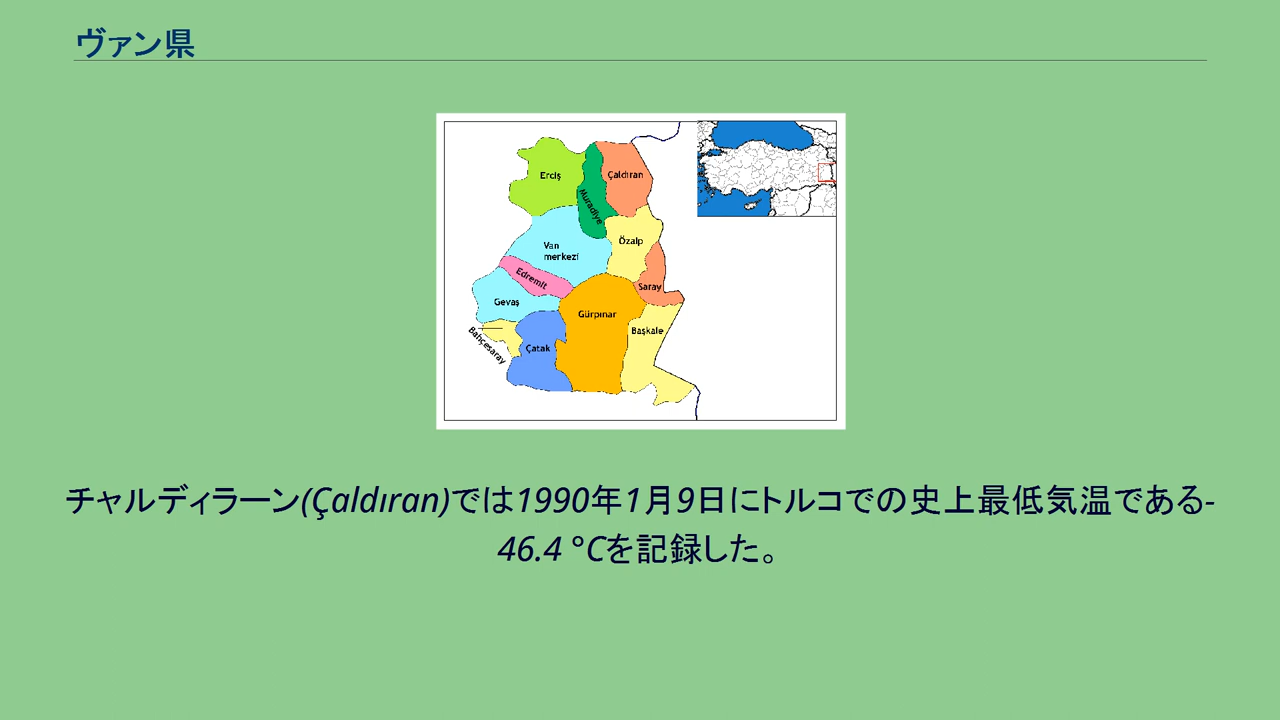 ヴァン県
Erciş
Muradiye
Çaldıran
Van
merkezi
Özalp
Edremit
Saray
Gevaş
Gürpınar
Bahçesaray
Çatak
Başkale
チャルディラーン(Çaldıran)では1990年1月9日にトルコでの史上最低気温である-
46.4 °Cを記録した。